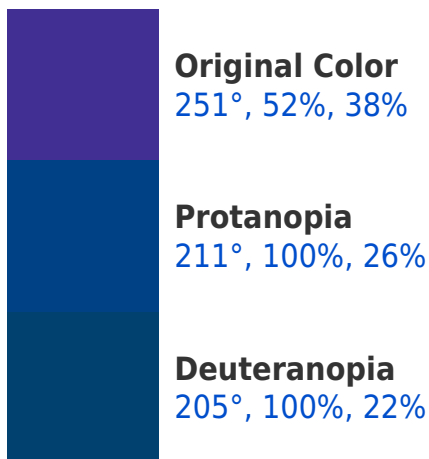 Original Color
251°, 52%, 38%
Protanopia
211°, 100%, 26%
Deuteranopia
205°, 100%, 22%